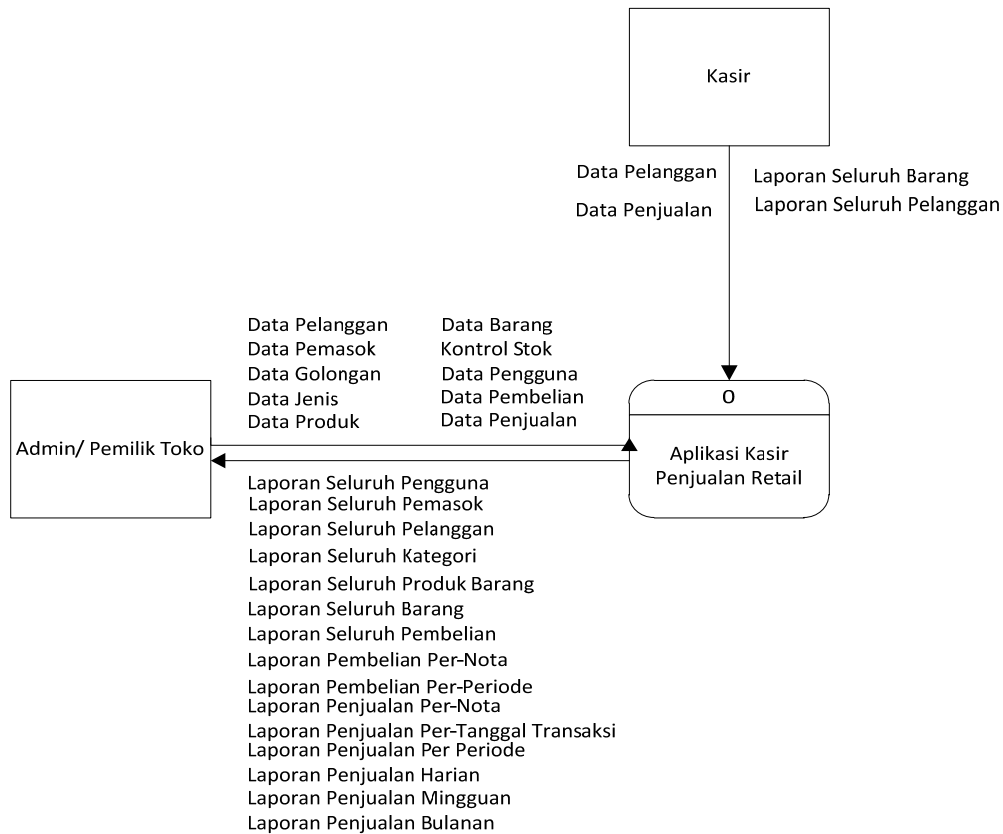 Kasir
Data Pelanggan
Data Penjualan
Laporan Seluruh Barang
Laporan Seluruh Pelanggan
Data Pelanggan
Data Pemasok
Data Golongan
Data Jenis
Data Produk
Data Barang
Kontrol Stok
Data Pengguna
Data Pembelian
Data Penjualan
Admin/ Pemilik Toko
O
Aplikasi Kasir
Penjualan Retail
Laporan Seluruh Pengguna
Laporan Seluruh Pemasok
Laporan Seluruh Pelanggan
Laporan Seluruh Kategori
Laporan Seluruh Produk Barang
Laporan Seluruh Barang
Laporan Seluruh Pembelian
Laporan Pembelian Per-Nota
Laporan Pembelian Per-Periode
Laporan Penjualan Per-Nota
Laporan Penjualan Per-Tanggal Transaksi
Laporan Penjualan Per Periode
Laporan Penjualan Harian
Laporan Penjualan Mingguan
Laporan Penjualan Bulanan